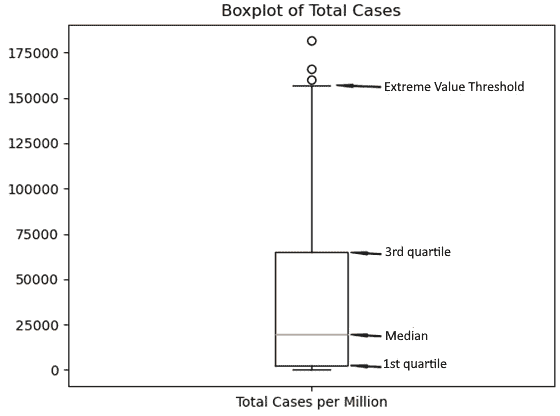 Boxplot of Total Cases
175000
150000
Extreme Value Threshold
125000
100000
75000
3rd quartile
50000
25000
Median
1st quartile
0
Total Cases per Million